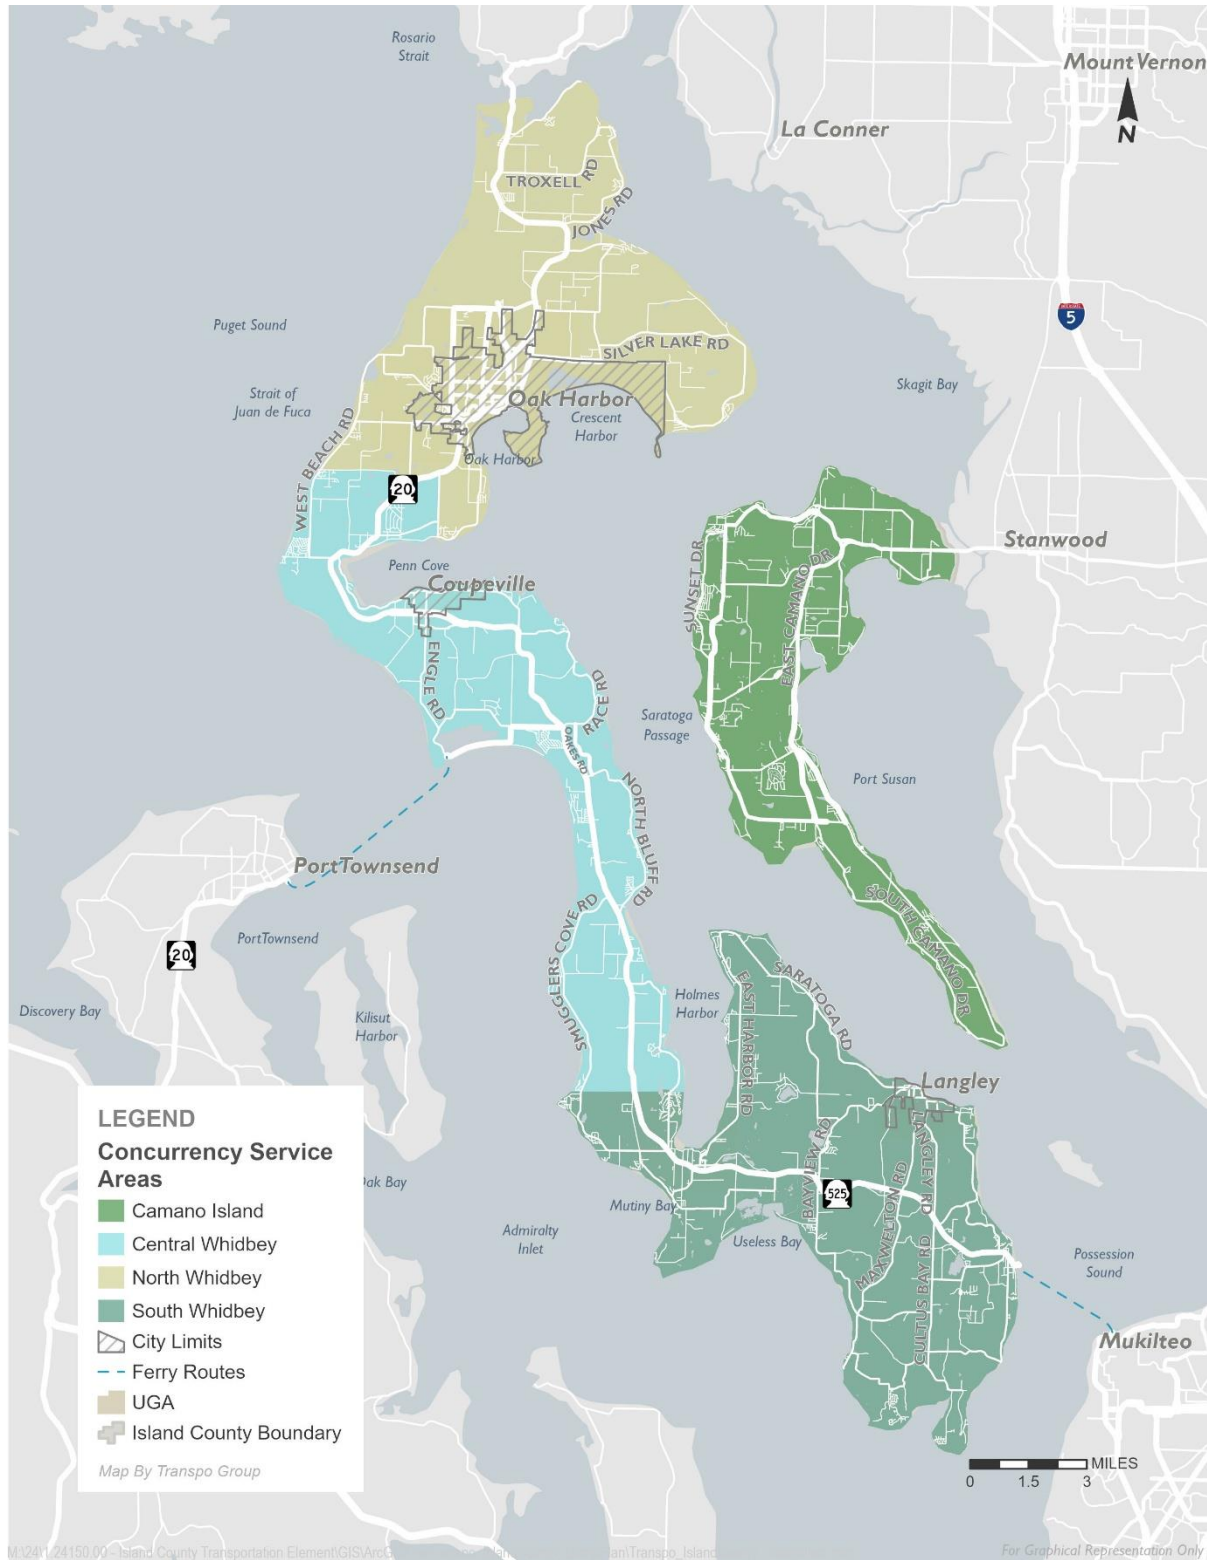 Rosario
Strait
Mount Vernon
N
La Conner
TROXELL RD
JONES RD
5
Puget Sound
SILVER LAKE RD
Skagit Bay
Strait of
Juan de Fuca
Oak Harbor
Crescent
Harbor
Oak Harbor
WEST BEACH RD
20
Stanwood
Penn Cove
Coupeville
SUNSET DR
EAST CAMANO DR
ENGLE RD
RACE RD
Saratoga
Passage
OAKES RD
Port Susan
NORTH BLUFF RD
PortTownsend
SOUTH CAMANO DR
SMUGGLERS COVE RD
PortTownsend
20
SARATOGA RD
EAST HARBOR RD
Holmes
Harbor
Discovery Bay
Kilisut
Harbor
Langley
LANGLEY RD
BAYVIEW RD
MAXWELTON RD
525
Mutiny Bay
Admiralty
Inlet
Useless Bay
CULTUS BAY RD
Possession
Sound
Mukilteo
Oak Bay
LEGEND
Concurrency Service
Areas
Camano Island
Central Whidbey
North Whidbey
South Whidbey
City Limits
Ferry Routes
UGA
Island County Boundary
Map By Transpo Group
MILES
0 1.5 3
For Graphical Representation Only